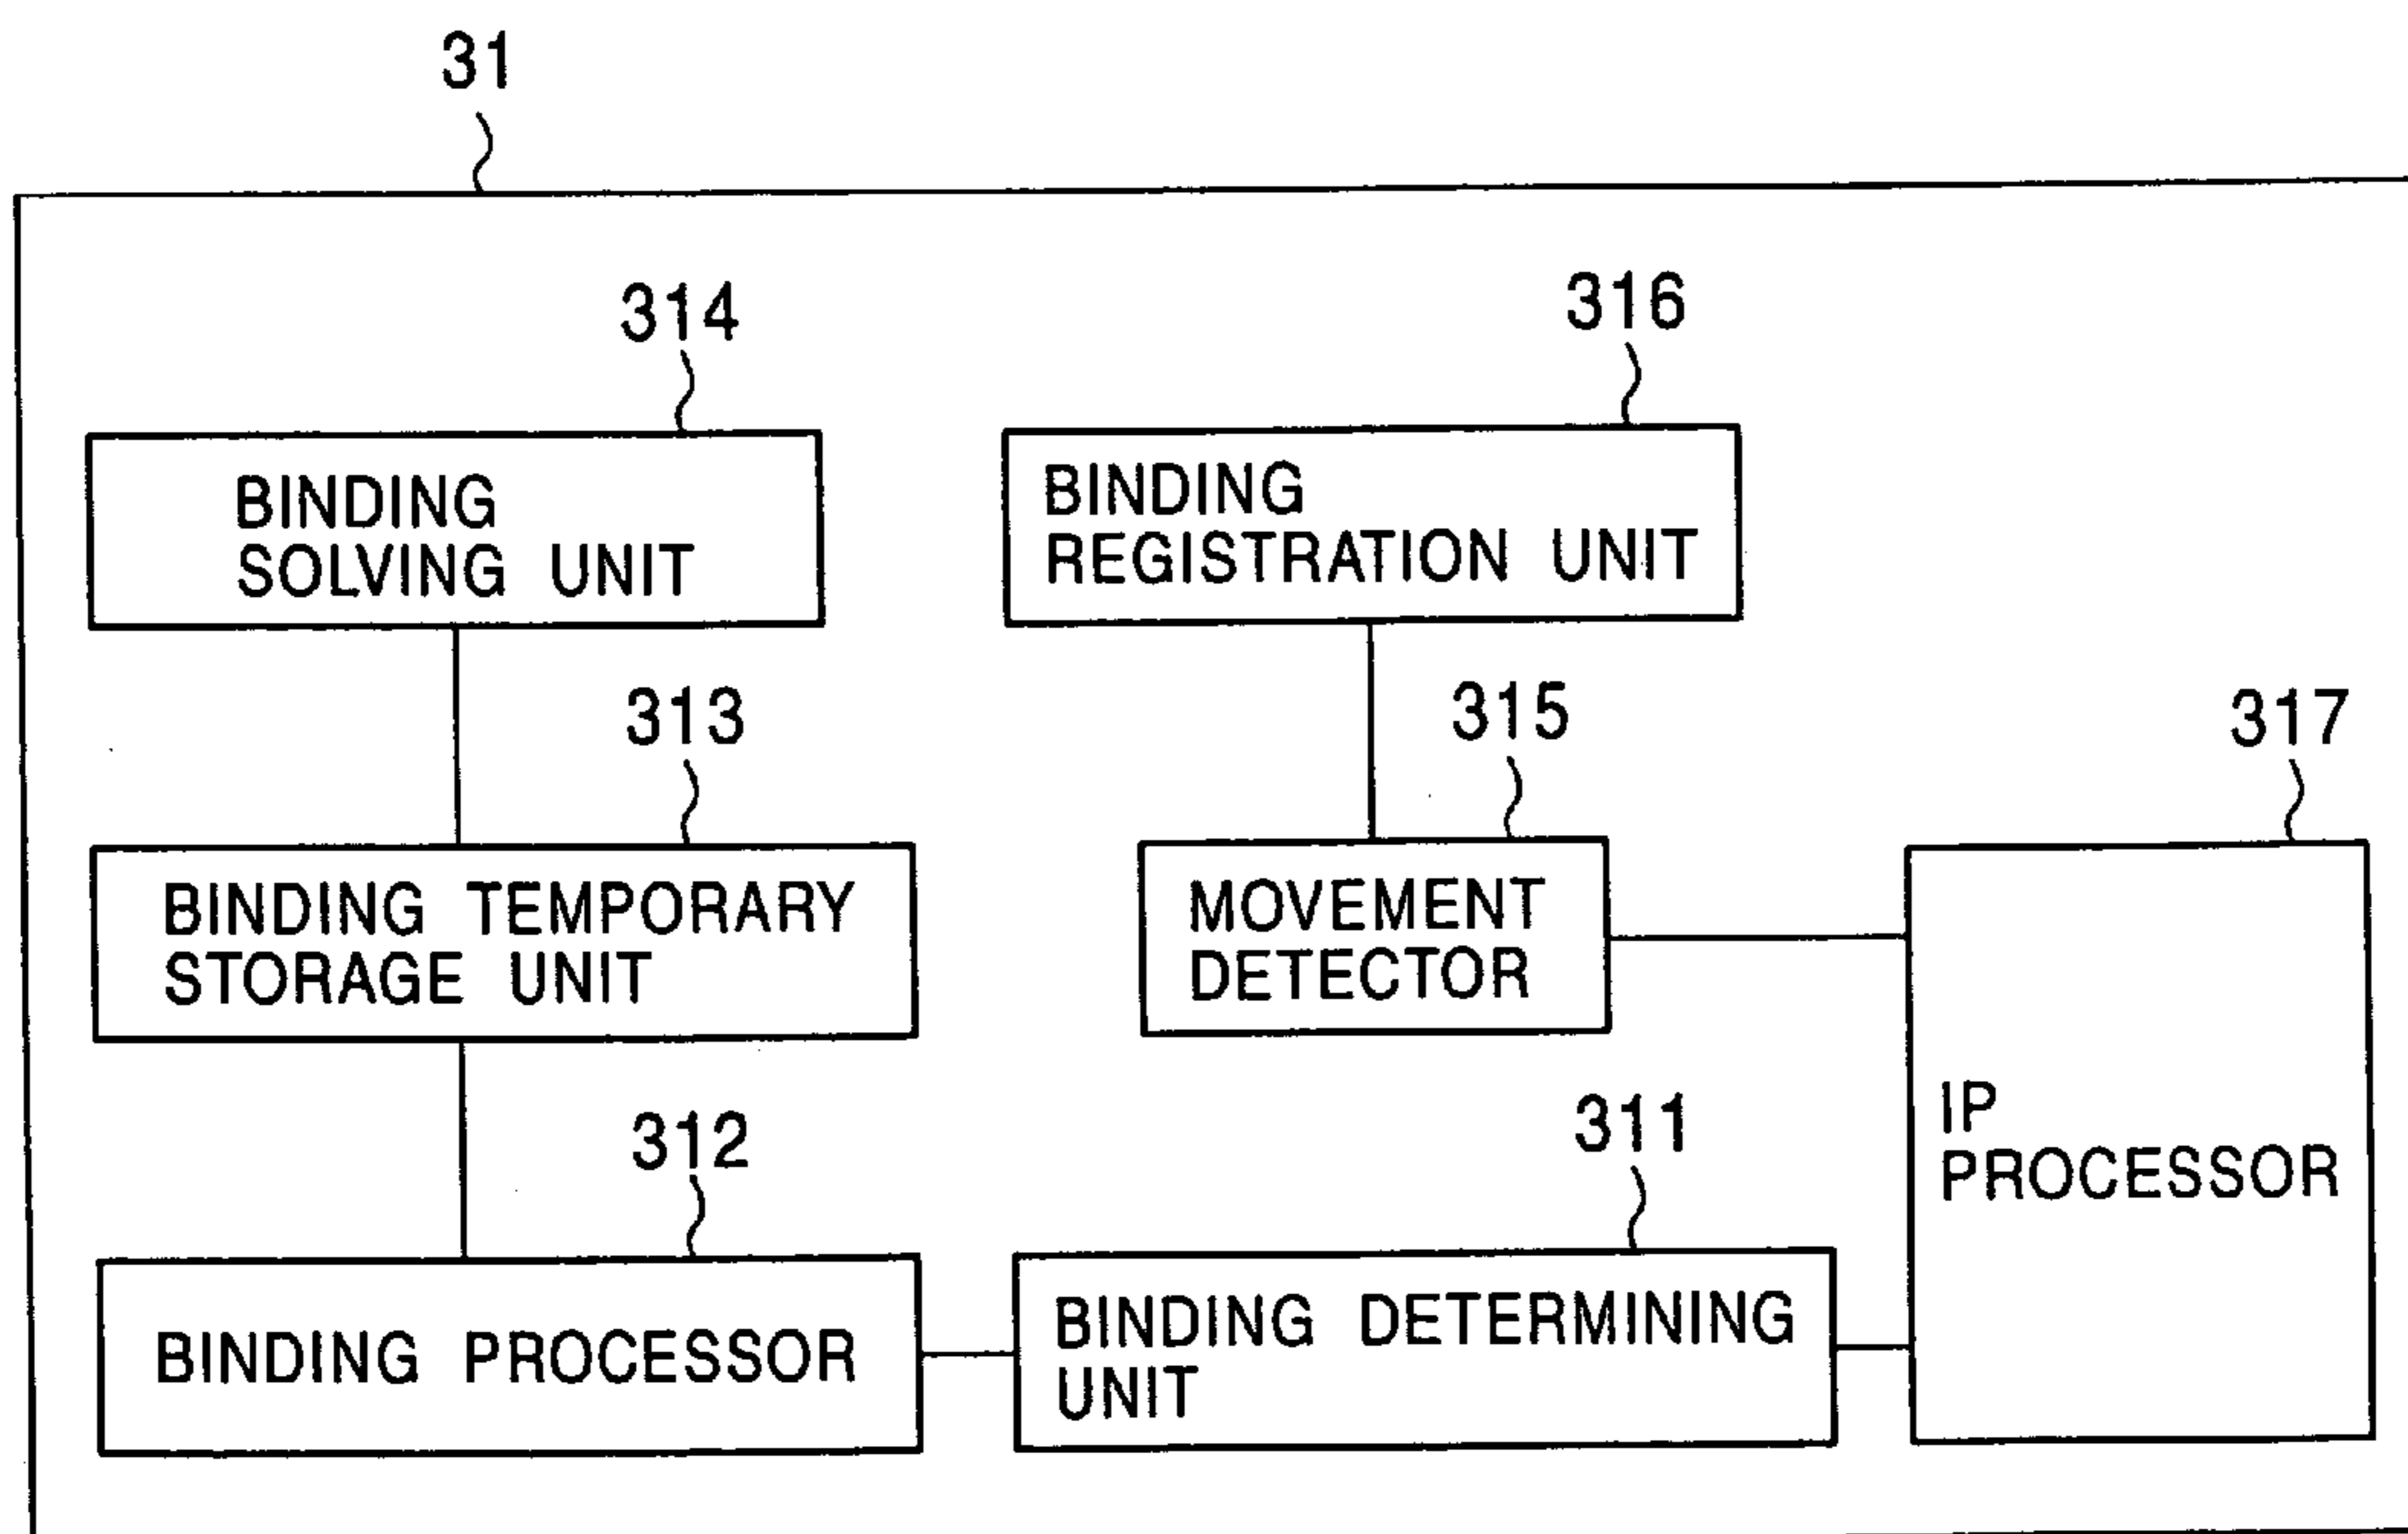 31
314
316
BINDING
SOLVING UNIT
BINDING
REGISTRATION UNIT
313
315
317
BINDING TEMPORARY
STORAGE UNIT
MOVEMENT
DETECTOR
IP
PROCESSOR
312
311
BINDING PROCESSOR
BINDING DETERMINING
UNIT